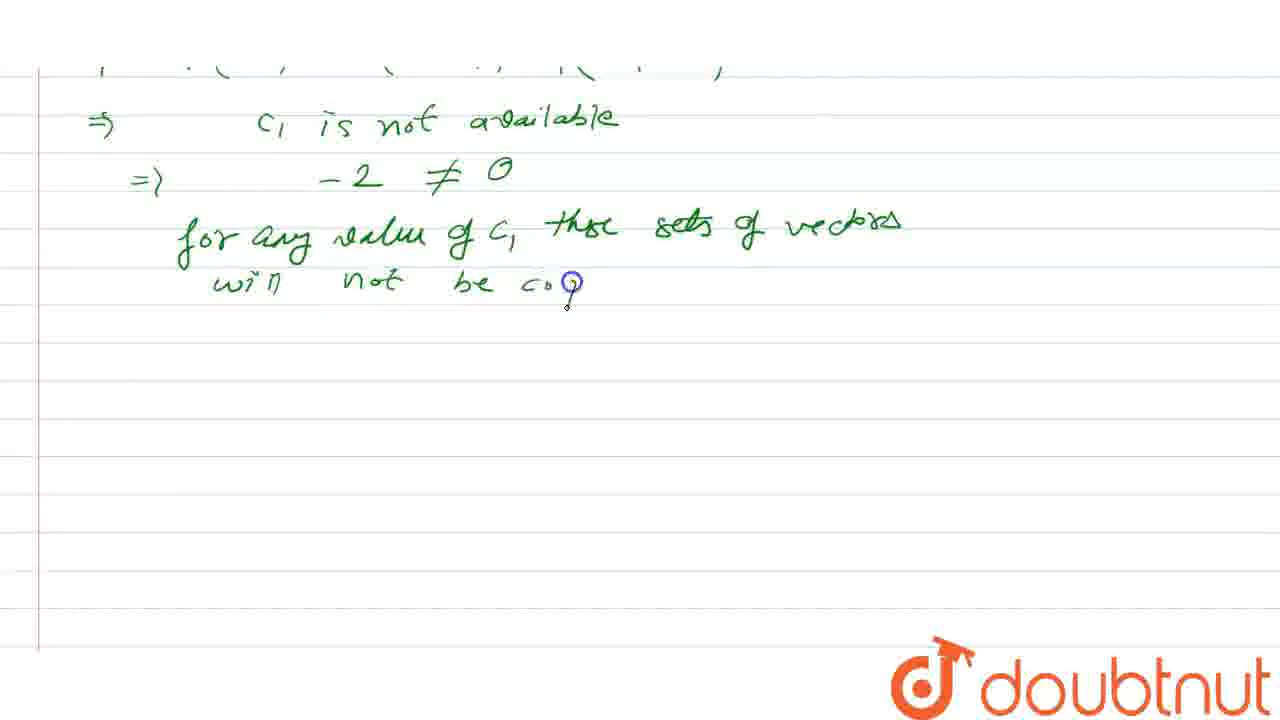 ⇒ c₁ is not available
⇒ -2 ≠ 0
for any value of c₁ these sets of vectors
will not be cop
doubtnut